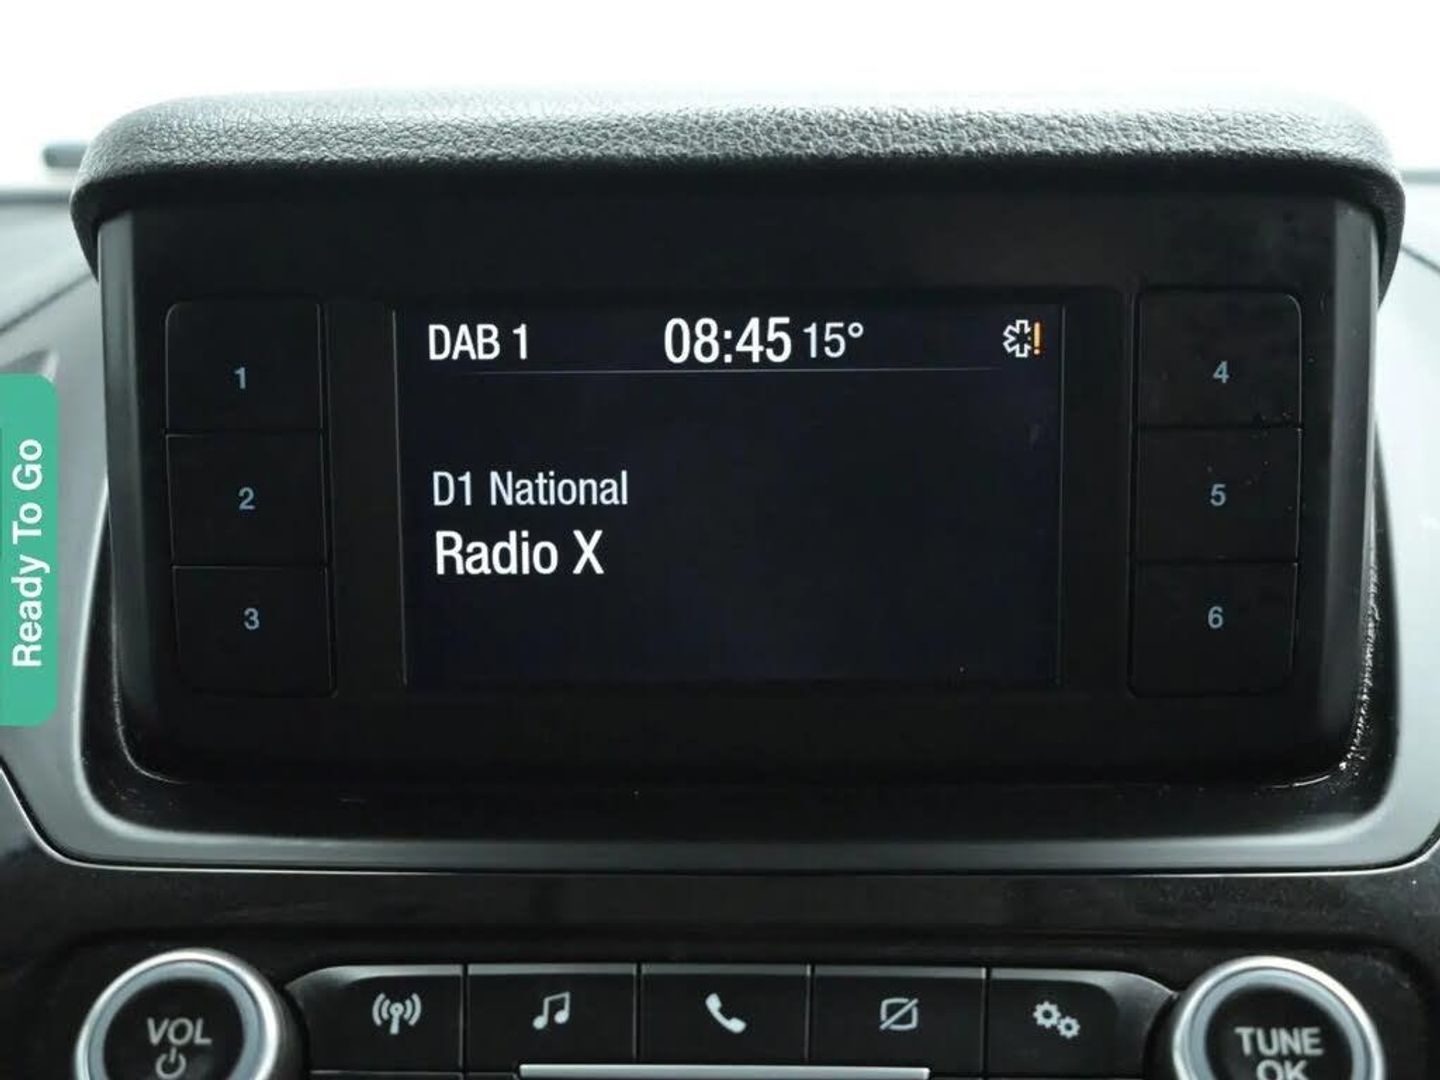 DAB 1 08:45 15°
D1 National
Radio X
1
2
3
4
5
6
VOL
TUNE
OK
Ready To Go